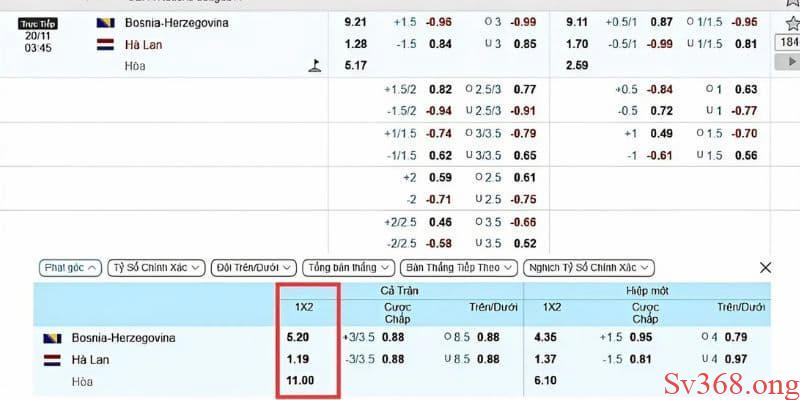 Trực Tiếp Bosnia-Herzegovina 9.21 +1.5 -0.96 O 3 -0.99 9.11 +0.5/1 0.87 O 1/1.5 -0.95
20/11
03:45 Hà Lan 1.28 -1.5 0.84 U 3 0.85 1.70 -0.5/1 -0.99 U 1/1.5 0.81 184
Hòa 5.17 2.59
+1.5/2 0.82 O 2.5/3 0.77 +0.5 -0.84 O 1 0.63
-1.5/2 -0.94 U 2.5/3 -0.91 -0.5 0.72 U 1 -0.77
+1/1.5 -0.74 O 3/3.5 -0.79 +1 0.49 O 1.5 -0.70
-1/1.5 0.62 U 3/3.5 0.65 -1 -0.61 U 1.5 0.56
+2 0.59 O 2.5 0.61
-2 -0.71 U 2.5 -0.75
+2/2.5 0.46 O 3.5 -0.66
-2/2.5 -0.58 U 3.5 0.52
Phạt góc Tỷ Số Chính Xác Đội Trên/Dưới Tổng bàn thắng Bàn Thắng Tiếp Theo Nghịch Tỷ Số Chính Xác
Cả Trận Hiệp một
1X2 Cược Chấp Trên/Dưới 1X2 Cược Chấp Trên/Dưới
Bosnia-Herzegovina 5.20 +3/3.5 0.88 O 8.5 0.88 4.35 +1.5 0.95 O 4 0.79
Hà Lan 1.19 -3/3.5 0.88 U 8.5 0.88 1.37 -1.5 0.81 U 4 0.97
Hòa 11.00 6.10
Sv368.ong